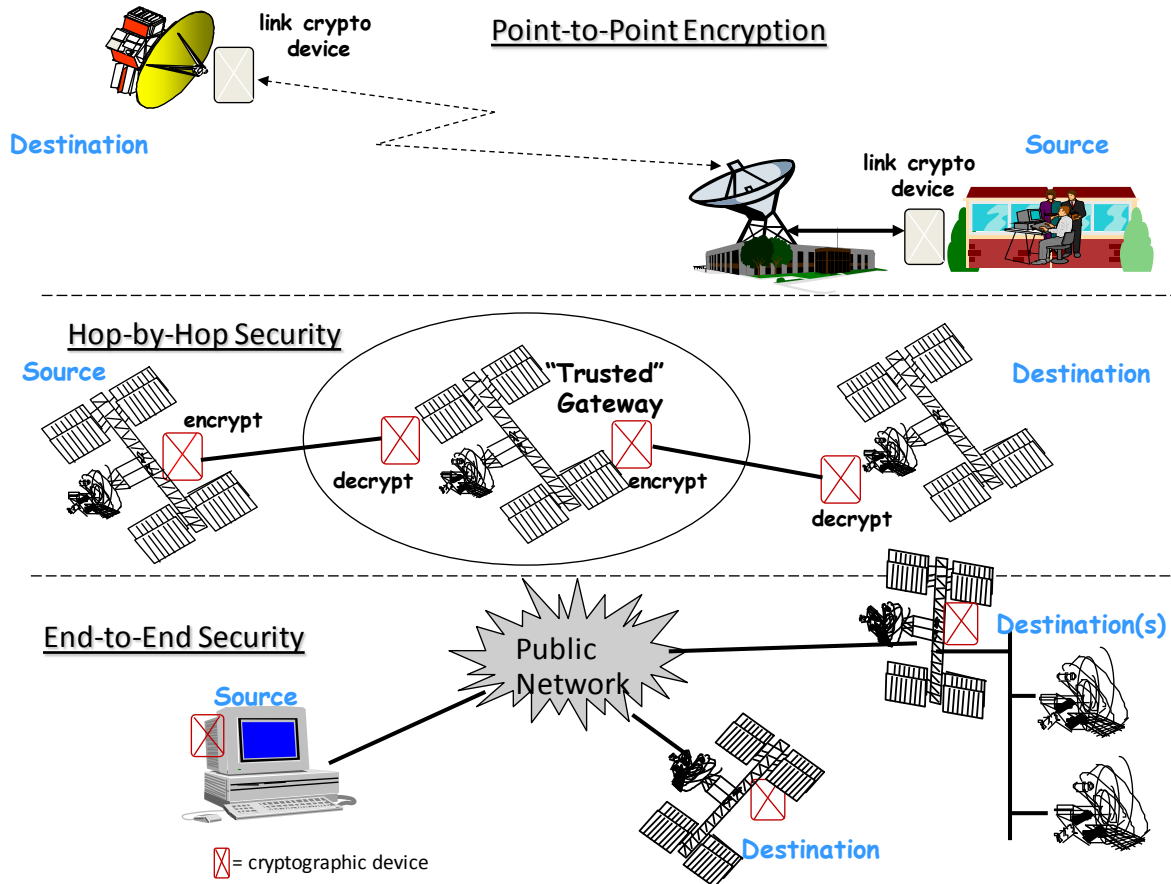 Point-to-Point Encryption
link crypto
device
Destination
Source
link crypto
device
Hop-by-Hop Security
Source
"Trusted"
Gateway
Destination
encrypt
decrypt
encrypt
decrypt
End-to-End Security
Public
Network
Destination(s)
Source
Destination
= cryptographic device